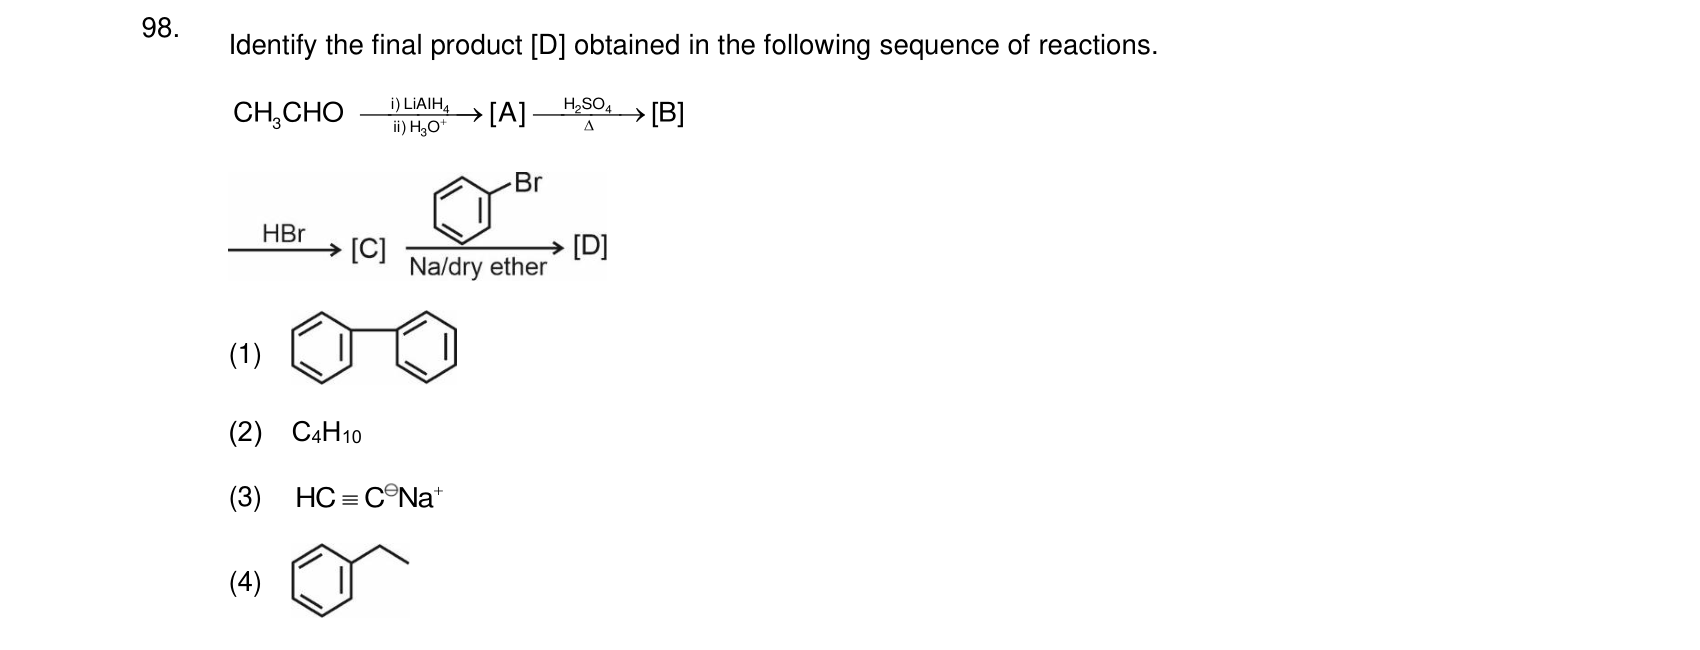 98.
Identify the final product [D] obtained in the following sequence of reactions.
CH₃CHO i) LiAlH₄ ii) H₃O⁺ → [A] H₂SO₄ Δ → [B]
HBr → [C] Br Na/dry ether → [D]
(1)
(2) C₄H₁₀
(3) HC ≡ C⊖Na⁺
(4)